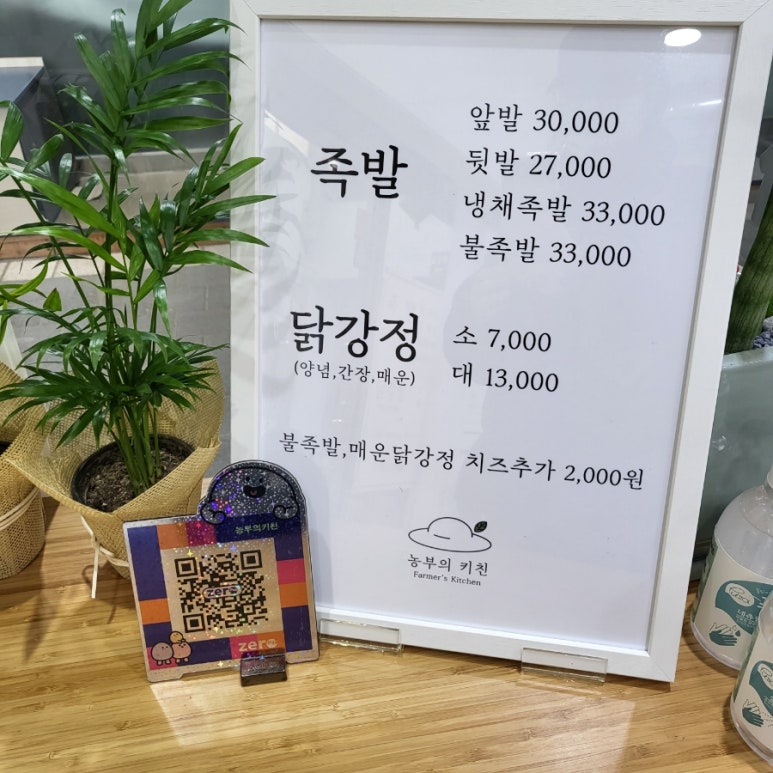 족발
앞발 30,000
뒷발 27,000
냉채족발 33,000
불족발 33,000
닭강정
(양념,간장,매운)
소 7,000
대 13,000
불족발,매운닭강정 치즈추가 2,000원
농부의 키친
Farmer's Kitchen
농부의키친
zero
zero